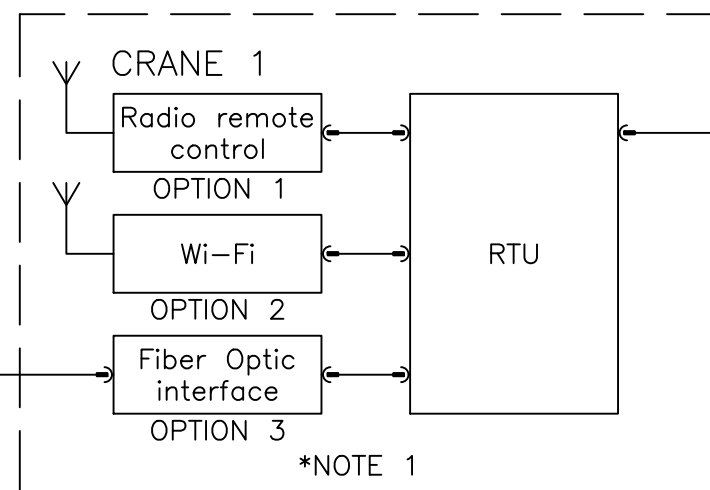 CRANE 1
Radio remote
control
OPTION 1
Wi-Fi
OPTION 2
Fiber Optic
interface
OPTION 3
RTU
*NOTE 1